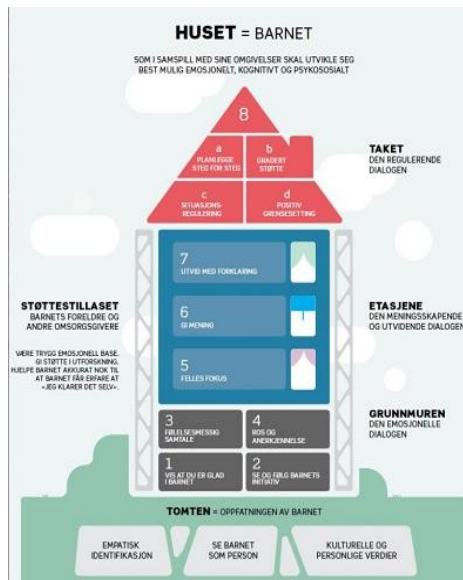 HUSET = BARNET
SOM I SAMSPILL MED SINE OMGIVELSER SKAL UTVIKLE SEG
BEST MULIG EMOSJONELT, KOGNITIVT OG PSYKOSOSIALT
8
a
PLANLEGGE
STEG FOR STEG
b
GRADERT
STØTTE
c
SITUASJONS-
REGULERING
d
POSITIV
GRENSESETTING
TAKET
DEN REGULERENDE
DIALOGEN
7
UTVID MED FORKLARING
6
GI MENING
5
FELLES FOKUS
STØTTESTILLASET
BARNETS FORELDRE OG
ANDRE OMSORGSGIVERE
VÆRE TRYGG EMOSJONELL BASE.
GI STØTTE I UTFORSKNING.
HJELPE BARNET AKKURAT NOK TIL
AT BARNET FÅR ERFARE AT
«JEG KLARER DET SELV».
ETASJENE
DEN MENINGSSKAPENDE
OG UTVIDENDE DIALOGEN
3
FØLELSESMESSIG
SAMTALE
4
ROS OG
ANERKJENNELSE
1
VIS AT DU ER GLAD
I BARNET
2
SE OG FØLG BARNETS
INITIATIV
GRUNNMUREN
DEN EMOSJONELLE
DIALOGEN
TOMTEN = OPPFATNINGEN AV BARNET
EMPATISK
IDENTIFIKASJON
SE BARNET
SOM PERSON
KULTURELLE OG
PERSONLIGE VERDIER